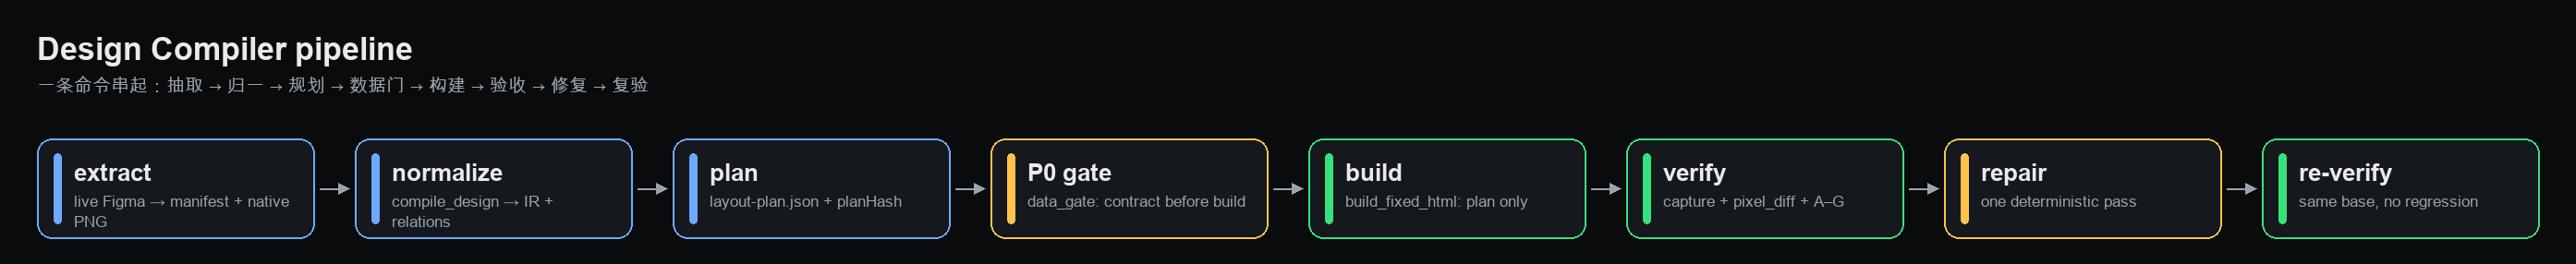 Design Compiler pipeline
一条命令串起：抽取 → 归一 → 规划 → 数据门 → 构建 → 验收 → 修复 → 复验
extract
live Figma → manifest + native
PNG
normalize
compile_design → IR +
relations
plan
layout-plan.json + planHash
P0 gate
data_gate: contract before build
build
build_fixed_html: plan only
verify
capture + pixel_diff + A–G
repair
one deterministic pass
re-verify
same base, no regression